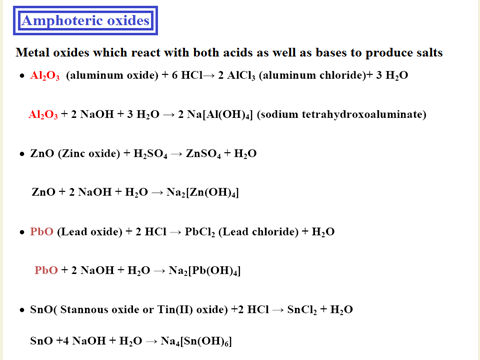 Amphoteric oxides
Metal oxides which react with both acids as well as bases to produce salts
• Al₂O₃ (aluminum oxide) + 6 HCl→ 2 AlCl₃ (aluminum chloride)+ 3 H₂O
Al₂O₃ + 2 NaOH + 3 H₂O → 2 Na[Al(OH)₄] (sodium tetrahydroxoaluminate)
• ZnO (Zinc oxide) + H₂SO₄ → ZnSO₄ + H₂O
ZnO + 2 NaOH + H₂O → Na₂[Zn(OH)₄]
• PbO (Lead oxide) + 2 HCl → PbCl₂ (Lead chloride) + H₂O
PbO + 2 NaOH + H₂O → Na₂[Pb(OH)₄]
• SnO( Stannous oxide or Tin(II) oxide) +2 HCl → SnCl₂ + H₂O
SnO +4 NaOH + H₂O → Na₄[Sn(OH)₆]